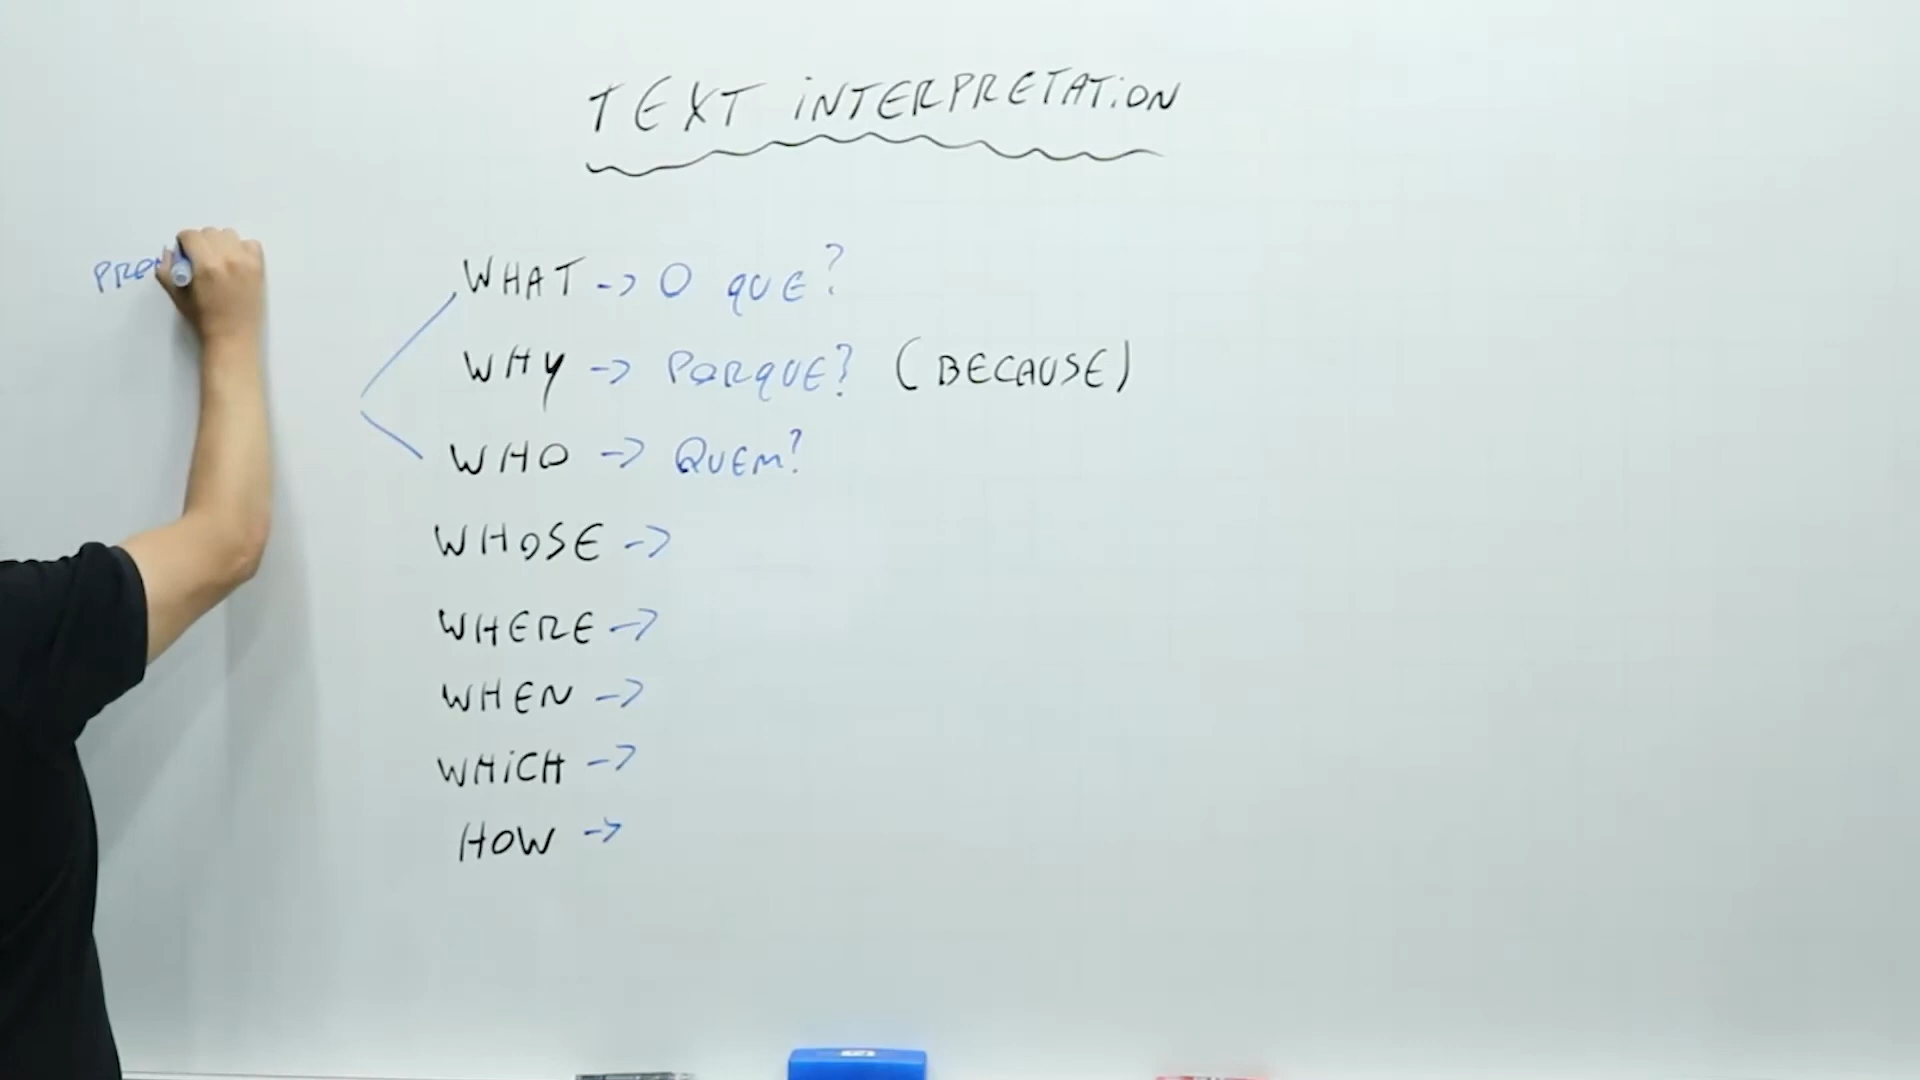 TEXT iNTERPRETATiON
WHAT -> O QUE?
WHY -> PORQUE? (BECAUSE)
WHO -> QUEM?
WHOSE ->
WHERE ->
WHEN ->
WHiCH ->
HOW ->